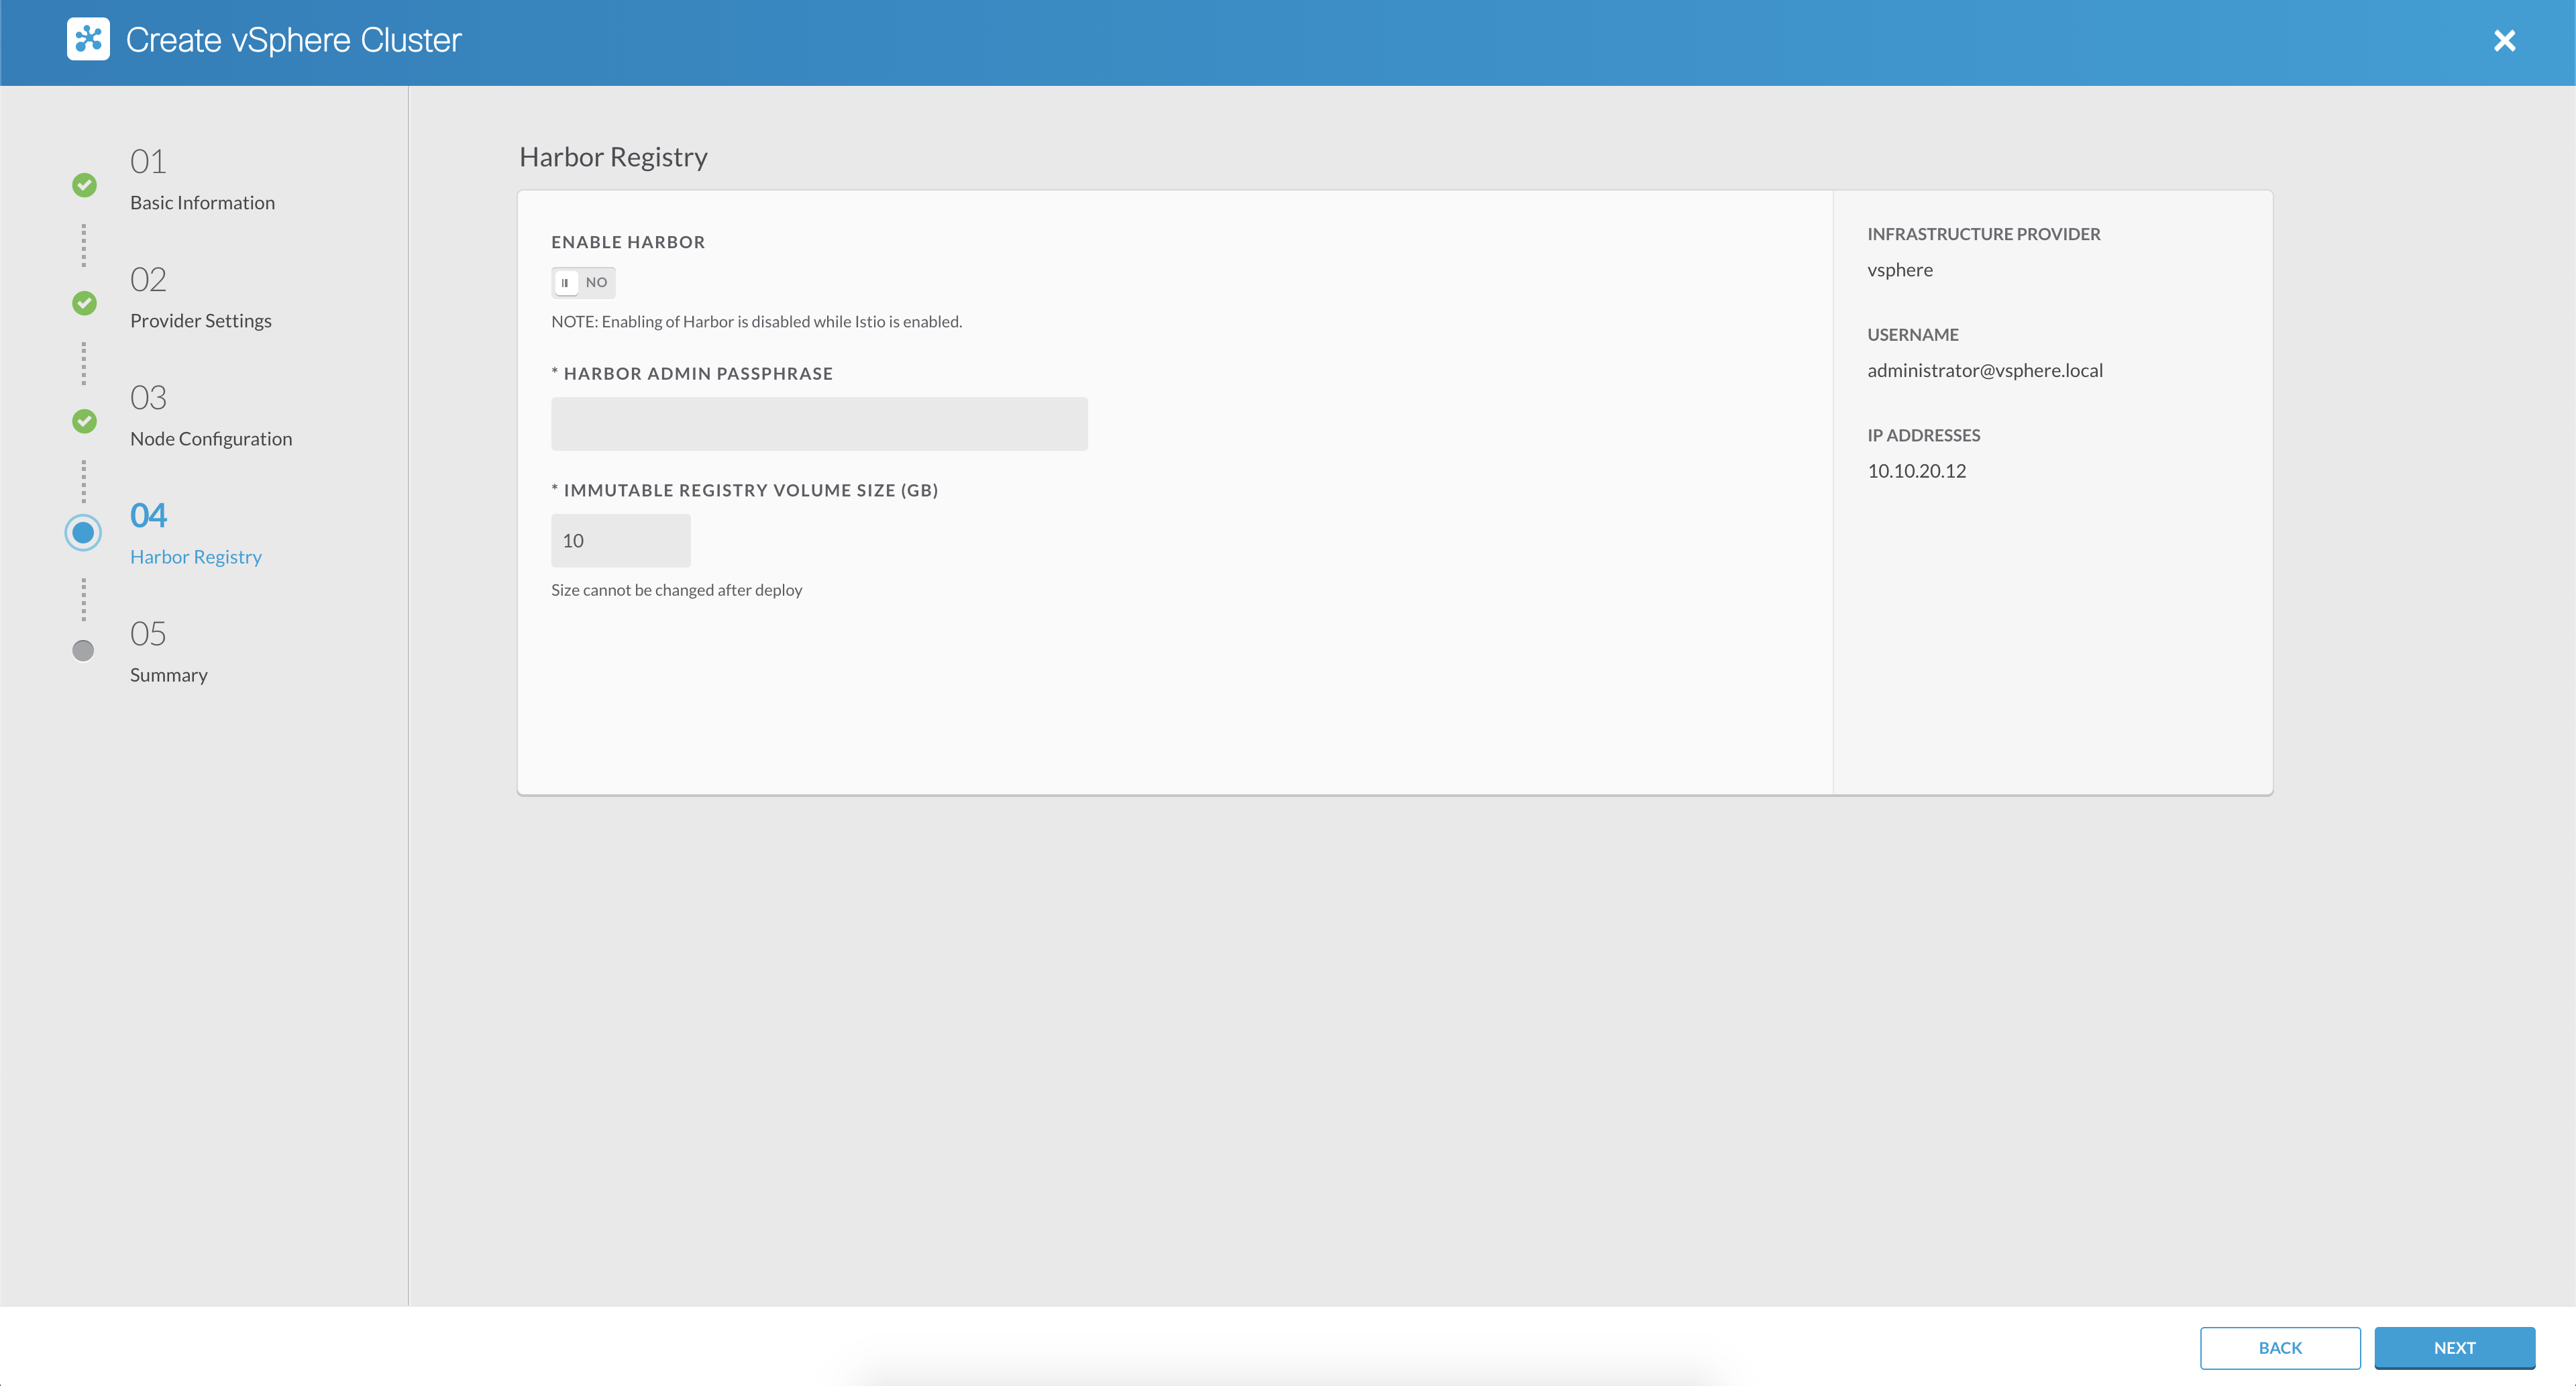 Create vSphere Cluster
01
Basic Information
02
Provider Settings
03
Node Configuration
04
Harbor Registry
05
Summary
Harbor Registry
ENABLE HARBOR
NO
NOTE: Enabling of Harbor is disabled while Istio is enabled.
* HARBOR ADMIN PASSPHRASE
* IMMUTABLE REGISTRY VOLUME SIZE (GB)
10
Size cannot be changed after deploy
INFRASTRUCTURE PROVIDER
vsphere
USERNAME
administrator@vsphere.local
IP ADDRESSES
10.10.20.12
BACK
NEXT